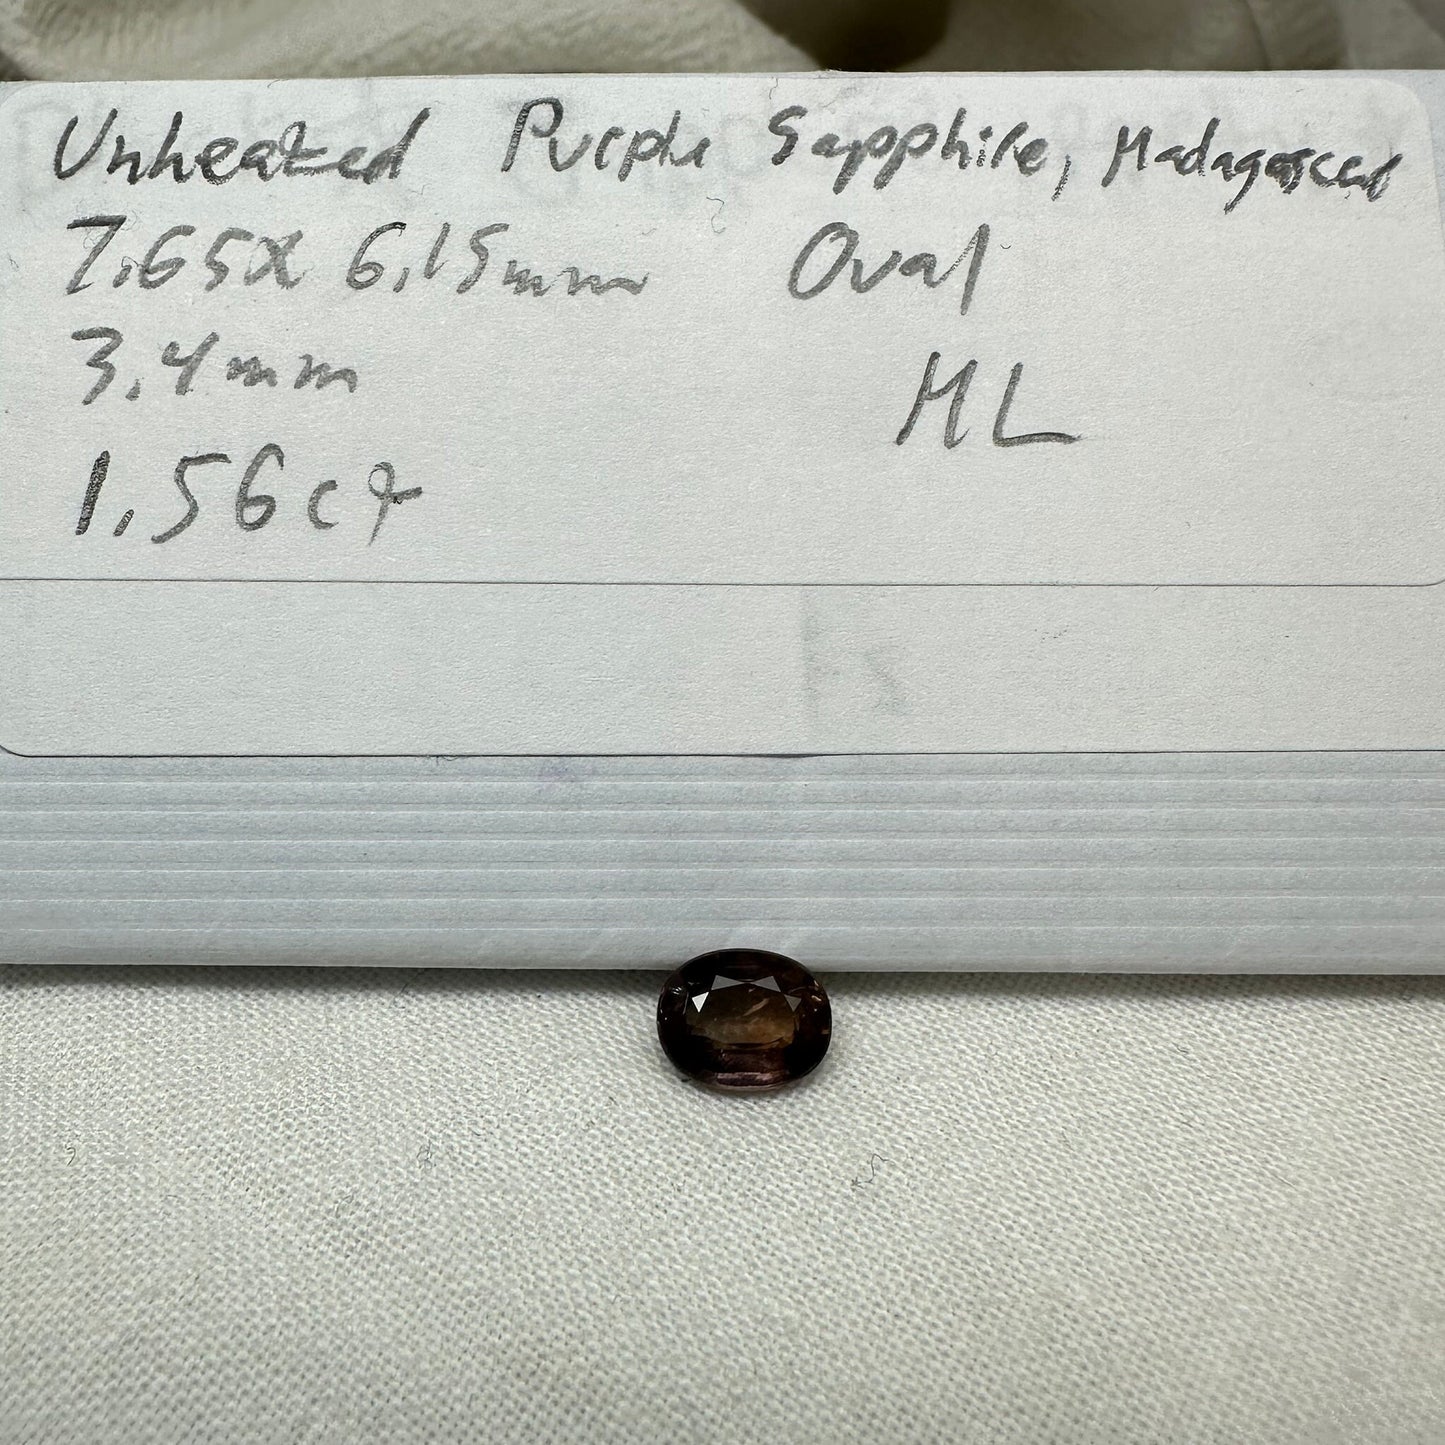 Unheated Purple Sapphire, Madagascar
7.65x 6.15mm Oval
3.4mm
ML
1.56ct